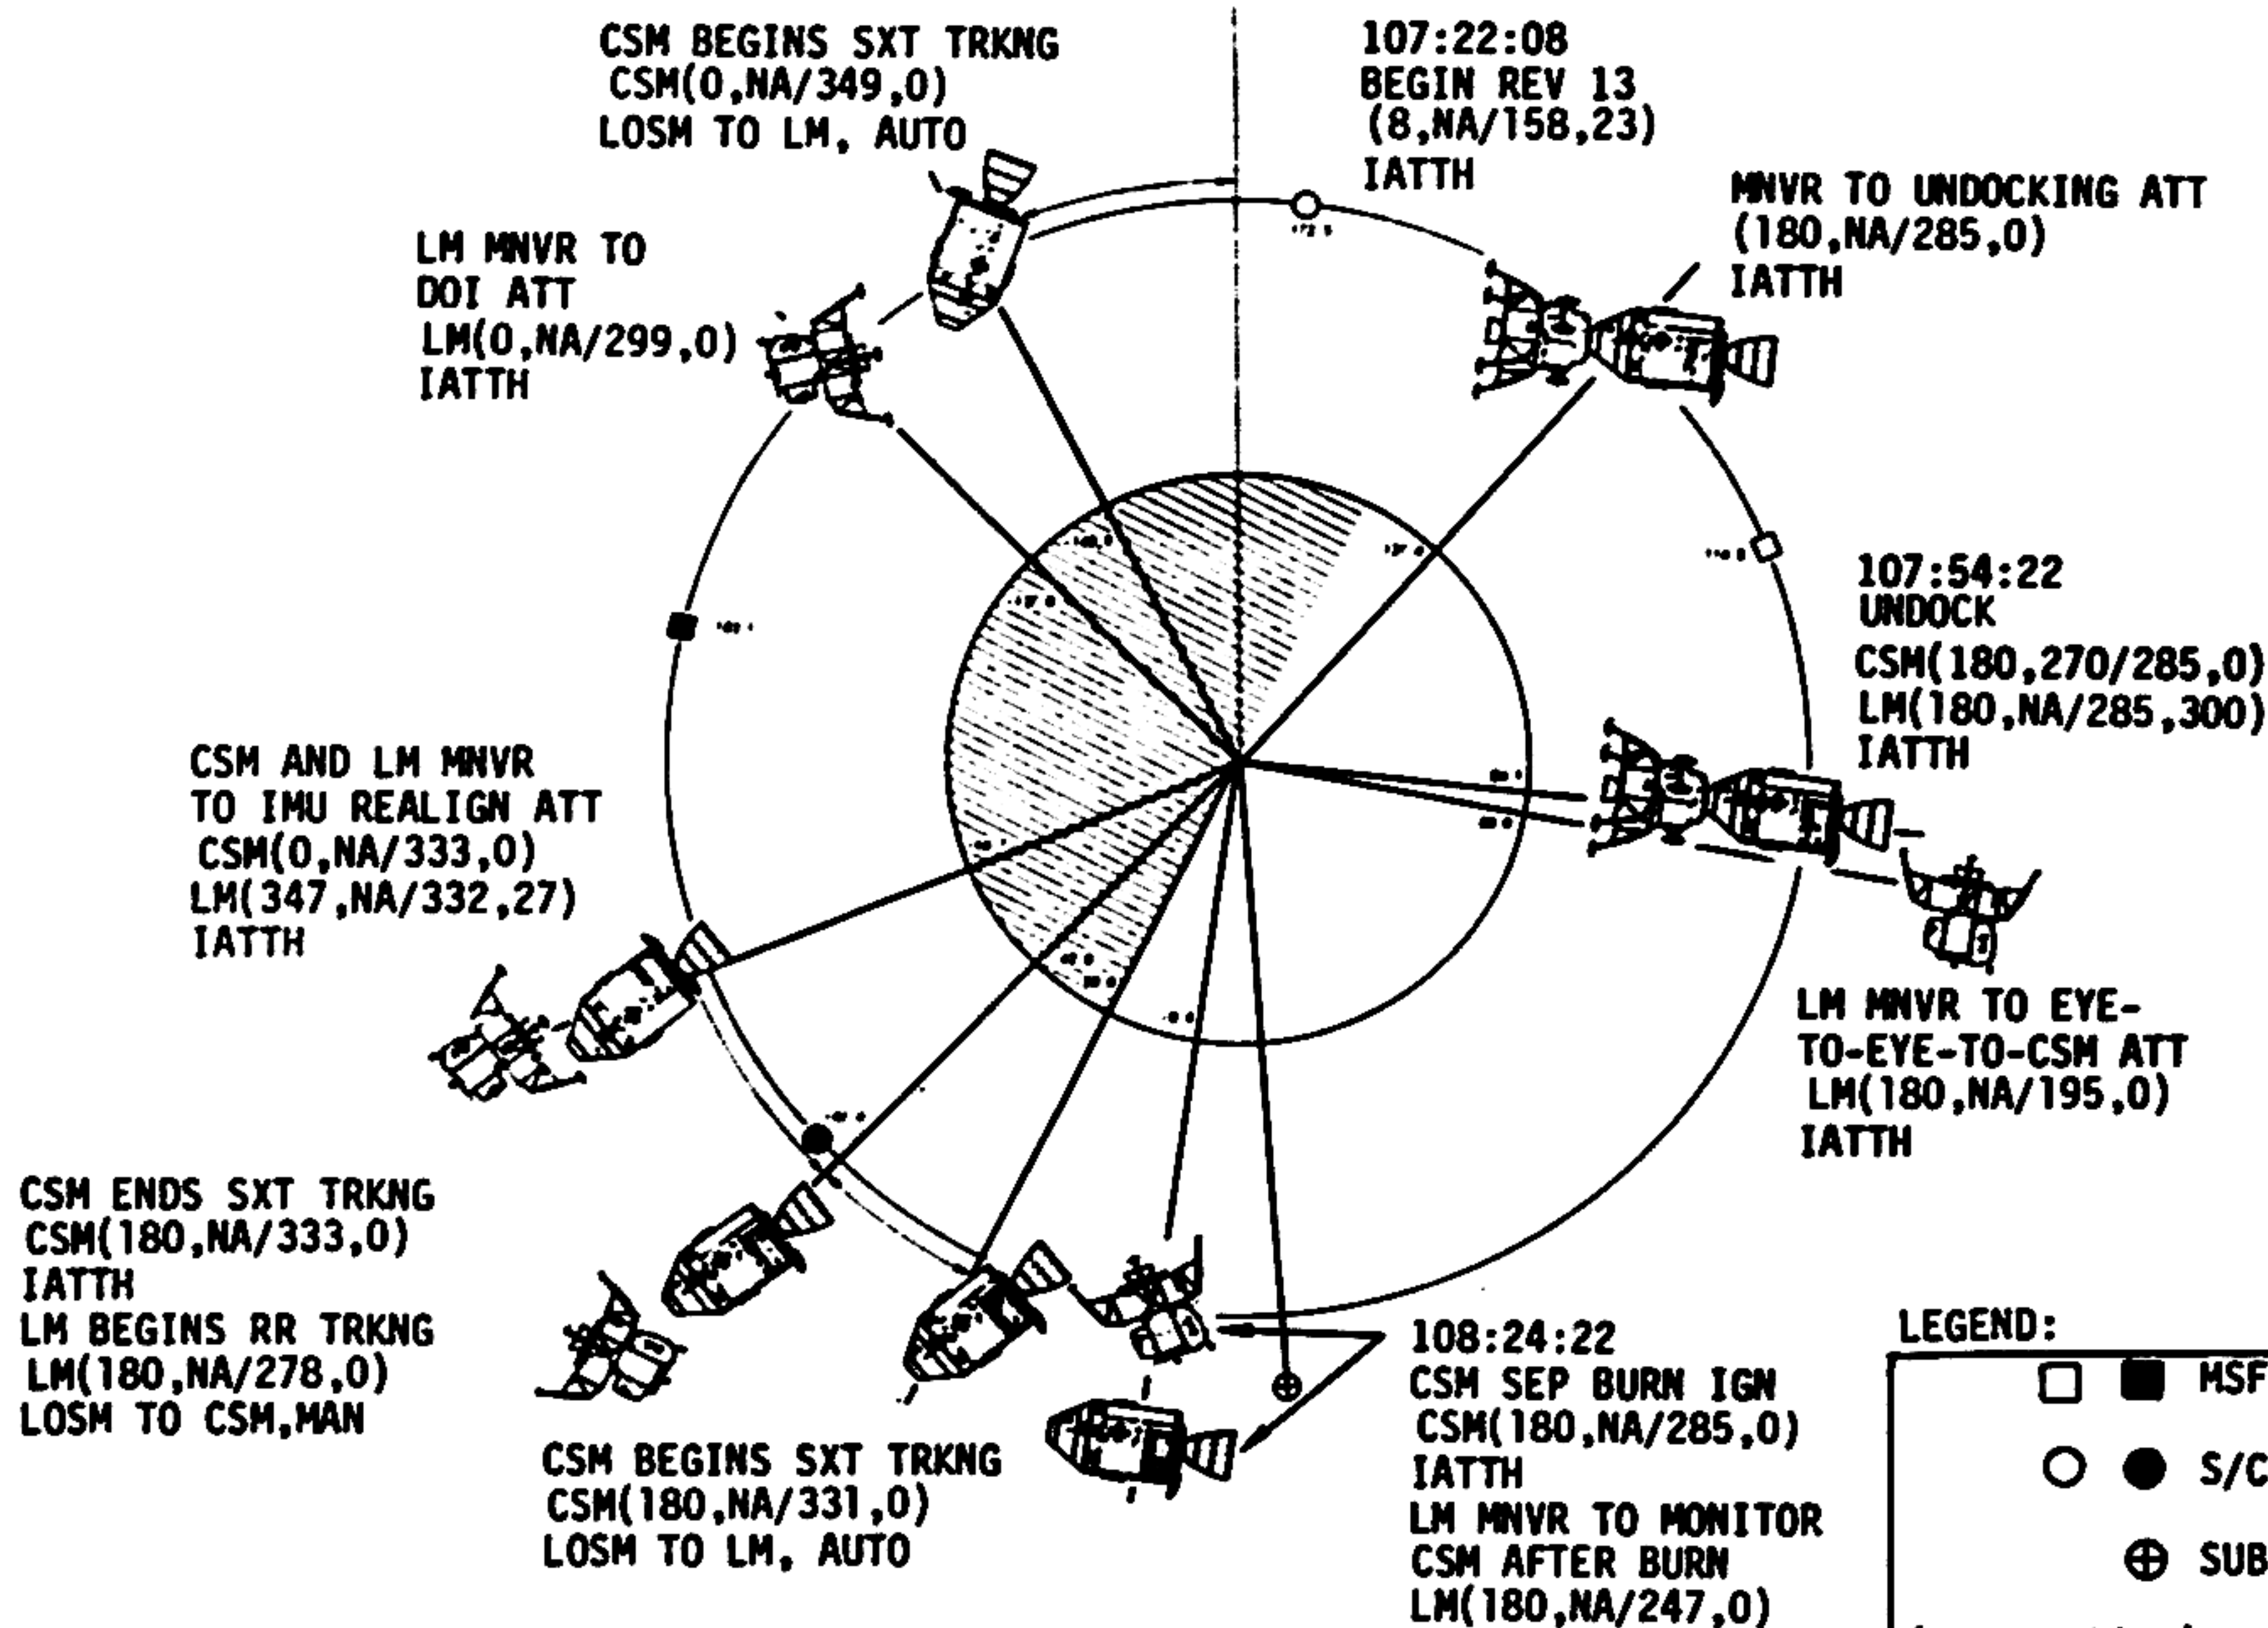 CSM BEGINS SXT TRKNG
CSM(0,NA/349,0)
LOSM TO LM, AUTO
107:22:08
BEGIN REV 13
(8,NA/158,23)
IATTH
MNVR TO UNDOCKING ATT
(180,NA/285,0)
IATTH
LM MNVR TO
DOI ATT
LM(0,NA/299,0)
IATTH
107:54:22
UNDOCK
CSM(180,270/285,0)
LM(180,NA/285,300)
IATTH
CSM AND LM MNVR
TO IMU REALIGN ATT
CSM(0,NA/333,0)
LM(347,NA/332,27)
IATTH
LM MNVR TO EYE-
TO-EYE-TO-CSM ATT
LM(180,NA/195,0)
IATTH
CSM ENDS SXT TRKNG
CSM(180,NA/333,0)
IATTH
LM BEGINS RR TRKNG
LM(180,NA/278,0)
LOSM TO CSM,MAN
CSM BEGINS SXT TRKNG
CSM(180,NA/331,0)
LOSM TO LM, AUTO
108:24:22
CSM SEP BURN IGN
CSM(180,NA/285,0)
IATTH
LM MNVR TO MONITOR
CSM AFTER BURN
LM(180,NA/247,0)
LEGEND:
MSF
S/C
SUB